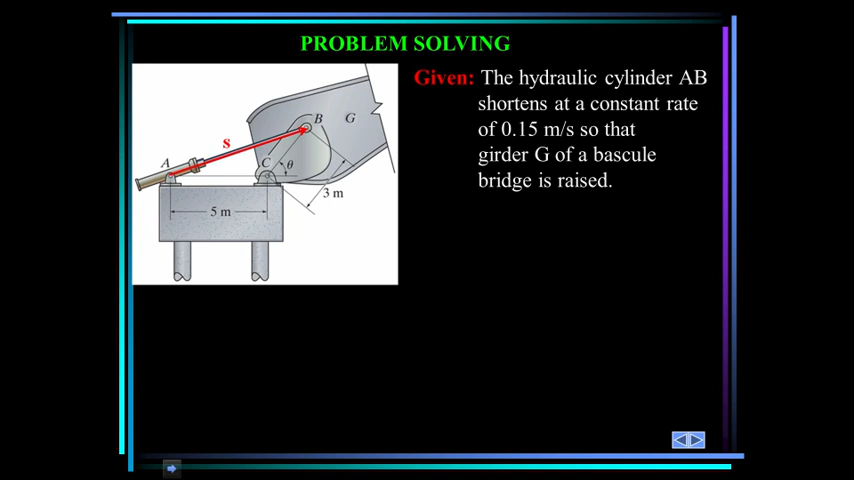 PROBLEM SOLVING
Given: The hydraulic cylinder AB
shortens at a constant rate
of 0.15 m/s so that
girder G of a bascule
bridge is raised.
B
G
s
A
C
θ
3 m
5 m